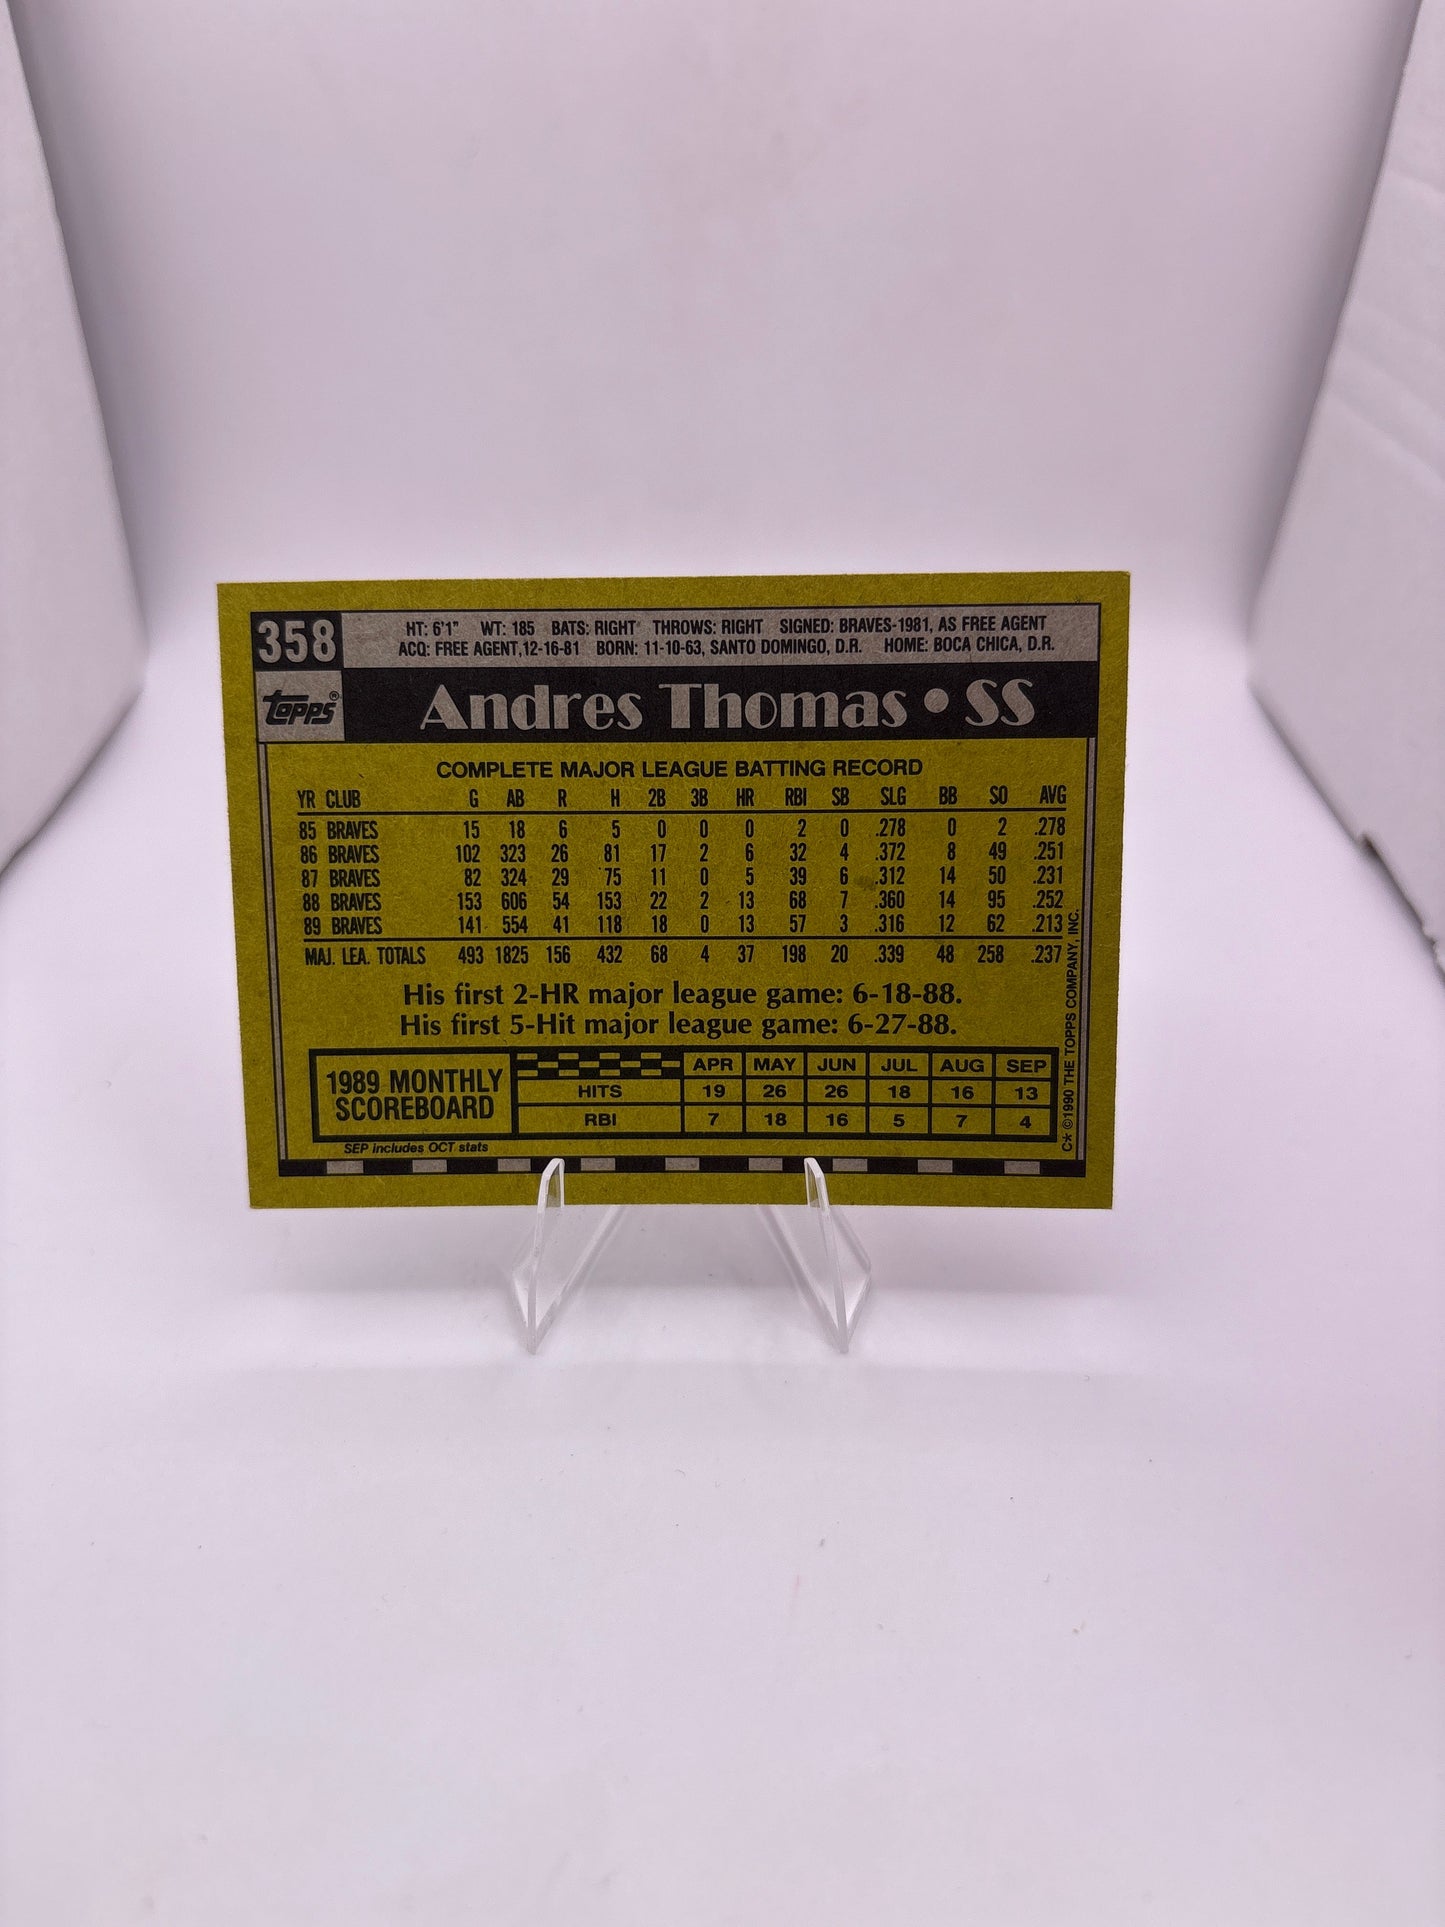 358
HT: 6'1" WT: 185 BATS: RIGHT THROWS: RIGHT SIGNED: BRAVES-1981, AS FREE AGENT
ACQ: FREE AGENT,12-16-81 BORN: 11-10-63, SANTO DOMINGO, D.R. HOME: BOCA CHICA, D.R.
TOPPS®
Andres Thomas • SS
COMPLETE MAJOR LEAGUE BATTING RECORD
YR CLUB G AB R H 2B 3B HR RBI SB SLG BB SO AVG
85 BRAVES 15 18 6 5 0 0 0 2 0 .278 0 2 .278
86 BRAVES 102 323 26 81 17 2 6 32 4 .372 8 49 .251
87 BRAVES 82 324 29 75 11 0 5 39 6 .312 14 50 .231
88 BRAVES 153 606 54 153 22 2 13 68 7 .360 14 95 .252
89 BRAVES 141 554 41 118 18 0 13 57 3 .316 12 62 .213
MAJ. LEA. TOTALS 493 1825 156 432 68 4 37 198 20 .339 48 258 .237
His first 2-HR major league game: 6-18-88.
His first 5-Hit major league game: 6-27-88.
1989 MONTHLY
SCOREBOARD
APR MAY JUN JUL AUG SEP
HITS 19 26 26 18 16 13
RBI 7 18 16 5 7 4
SEP includes OCT stats
C* ©1990 THE TOPPS COMPANY, INC.